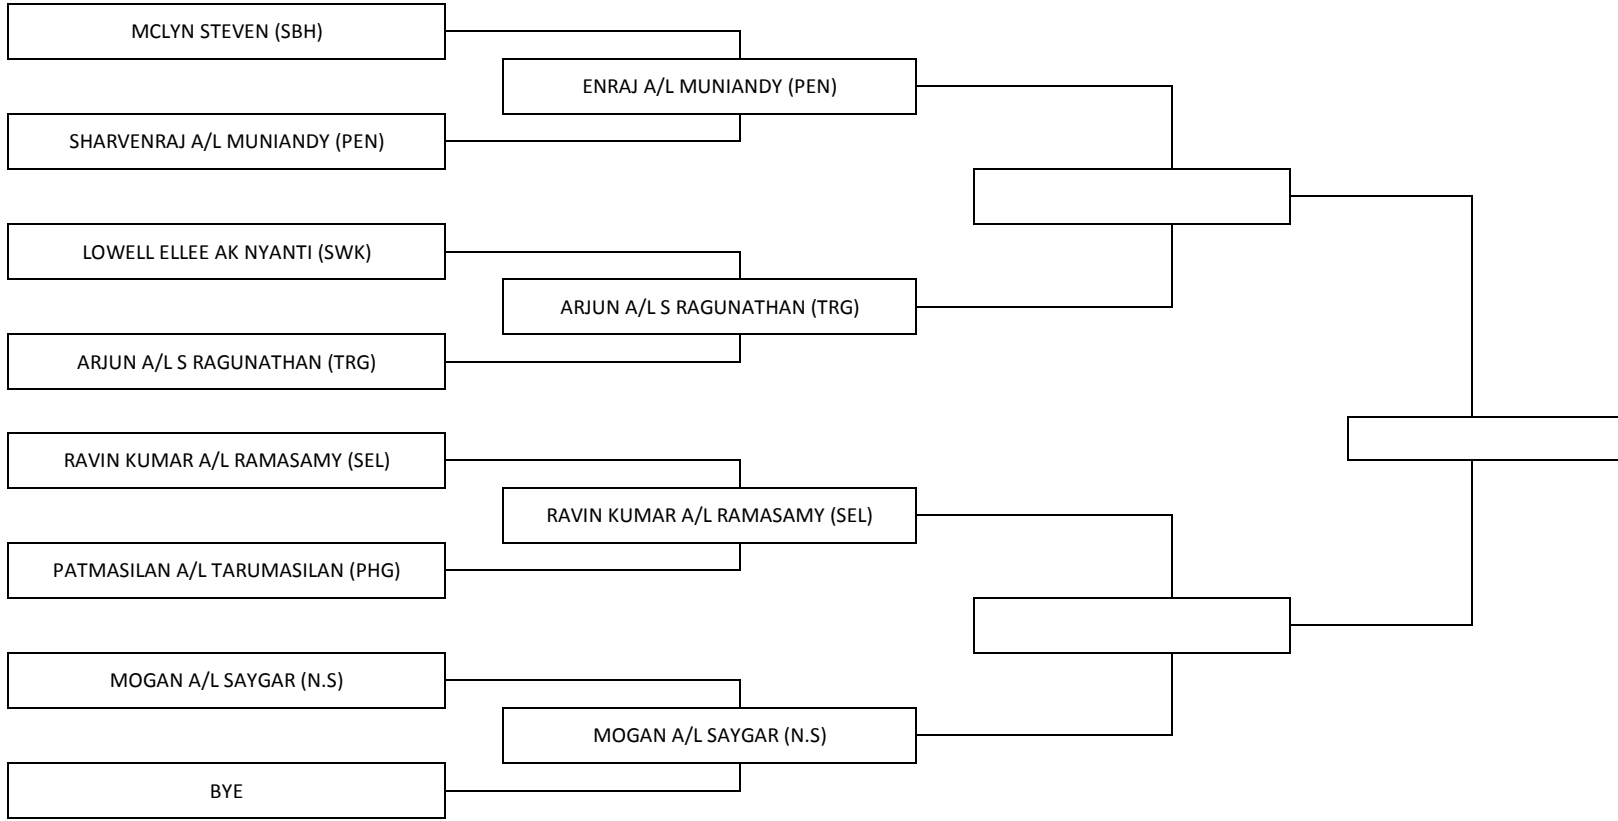 MCLYN STEVEN (SBH)
ENRAJ A/L MUNIANDY (PEN)
SHARVENRAJ A/L MUNIANDY (PEN)
LOWELL ELLEE AK NYANTI (SWK)
ARJUN A/L S RAGUNATHAN (TRG)
ARJUN A/L S RAGUNATHAN (TRG)
RAVIN KUMAR A/L RAMASAMY (SEL)
RAVIN KUMAR A/L RAMASAMY (SEL)
PATMASILAN A/L TARUMASILAN (PHG)
MOGAN A/L SAYGAR (N.S)
MOGAN A/L SAYGAR (N.S)
BYE